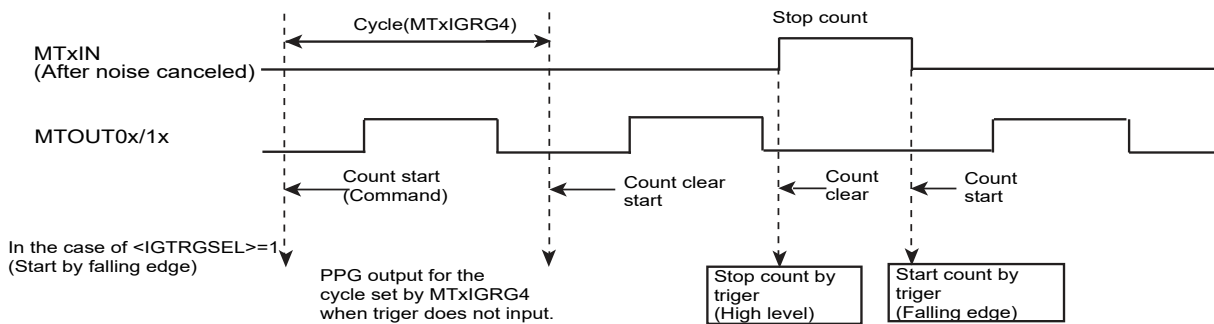 Cycle(MTxIGRG4)
Stop count
MTxIN
(After noise canceled)
MTOUT0x/1x
Count start
(Command)
Count clear
start
Count
clear
Count
start
In the case of <IGTRGSEL>=1
(Start by falling edge)
PPG output for the
cycle set by MTxIGRG4
when triger does not input.
Stop count by
triger
(High level)
Start count by
triger
(Falling edge)